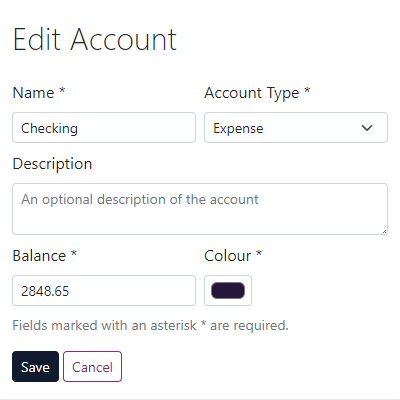 Edit Account
Name * Account Type *
Checking Expense
Description
An optional description of the account
Balance * Colour *
2848.65
Fields marked with an asterisk * are required.
Save Cancel